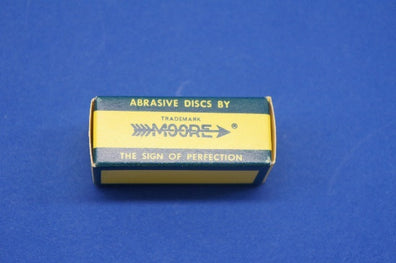 ABRASIVE DISCS BY
TRADEMARK
MOORE®
THE SIGN OF PERFECTION.